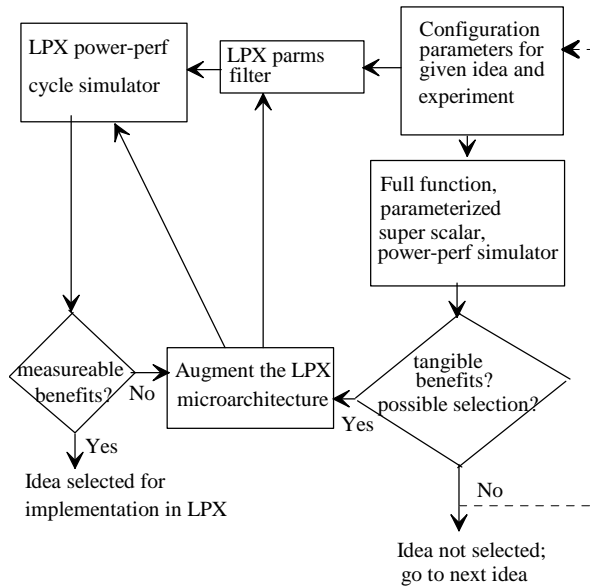 LPX power-perf
cycle simulator
LPX parms
filter
Configuration
parameters for
given idea and
experiment
Full function,
parameterized
super scalar,
power-perf simulator
measureable
benefits?
No
Augment the LPX
microarchitecture
tangible
benefits?
possible selection?
Yes
Yes
Idea selected for
implementation in LPX
No
Idea not selected;
go to next idea